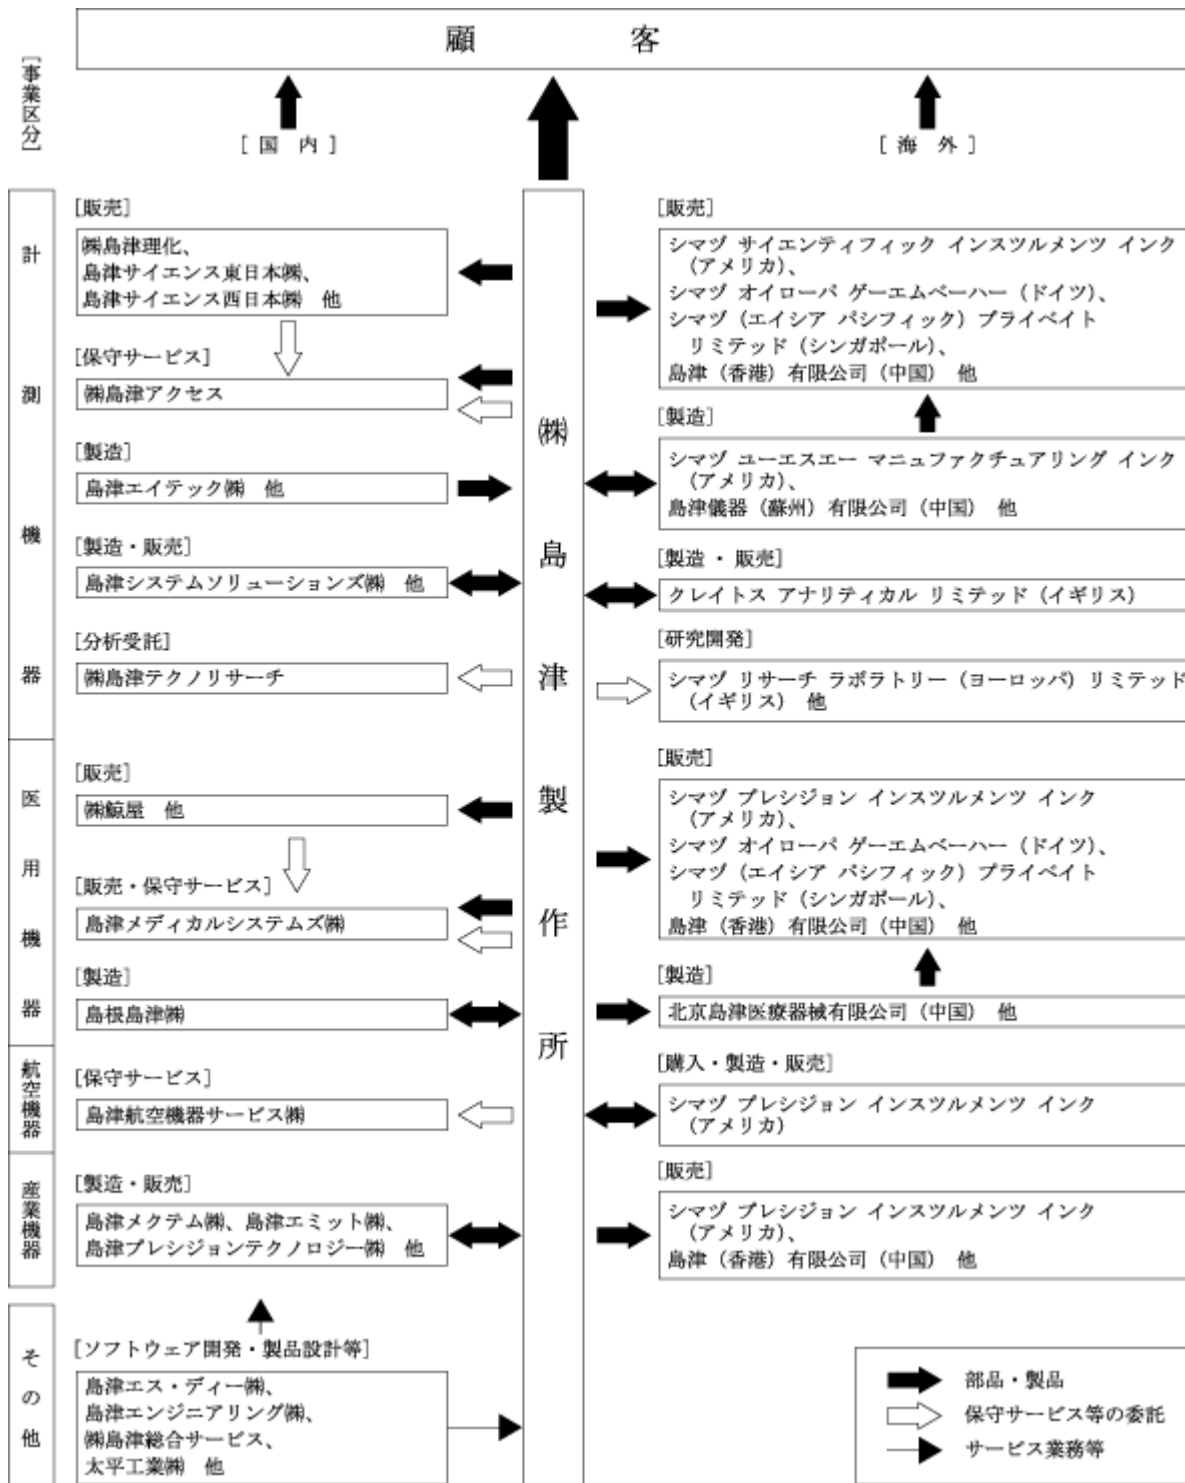 顧 客
[事業区分]
[ 国 内 ]
[ 海 外 ]
計測機器
[販売]
㈱島津理化、
島津サイエンス東日本㈱、
島津サイエンス西日本㈱ 他
[保守サービス]
㈱島津アクセス
[製造]
島津エイテック㈱ 他
[製造・販売]
島津システムソリューションズ㈱ 他
[分析受託]
㈱島津テクノリサーチ
医用機器
[販売]
㈱鯨屋 他
[販売・保守サービス]
島津メディカルシステムズ㈱
[製造]
島根島津㈱
航空機器
[保守サービス]
島津航空機器サービス㈱
産業機器
[製造・販売]
島津メクテム㈱、島津エミット㈱、
島津プレシジョンテクノロジー㈱ 他
その他
[ソフトウェア開発・製品設計等]
島津エス・ディー㈱、
島津エンジニアリング㈱、
㈱島津総合サービス、
太平工業㈱ 他
㈱島津製作所
[販売]
シマヅ サイエンティフィック インスツルメンツ インク
(アメリカ)、
シマヅ オイローパ ゲーエムベーハー (ドイツ)、
シマヅ (エイシア パシフィック) プライベイト
リミテッド (シンガポール)、
島津 (香港) 有限公司 (中国) 他
[製造]
シマヅ ユーエスエー マニュファクチュアリング インク
(アメリカ)、
島津儀器 (蘇州) 有限公司 (中国) 他
[製造 ・ 販売]
クレイトス アナリティカル リミテッド (イギリス)
[研究開発]
シマヅ リサーチ ラボラトリー (ヨーロッパ) リミテッド
(イギリス) 他
[販売]
シマヅ プレシジョン インスツルメンツ インク
(アメリカ)、
シマヅ オイローパ ゲーエムベーハー (ドイツ)、
シマヅ (エイシア パシフィック) プライベイト
リミテッド (シンガポール)、
島津 (香港) 有限公司 (中国) 他
[製造]
北京島津医療器械有限公司 (中国) 他
[購入・製造・販売]
シマヅ プレシジョン インスツルメンツ インク
(アメリカ)
[販売]
シマヅ プレシジョン インスツルメンツ インク
(アメリカ)、
島津 (香港) 有限公司 (中国) 他
部品・製品
保守サービス等の委託
サービス業務等